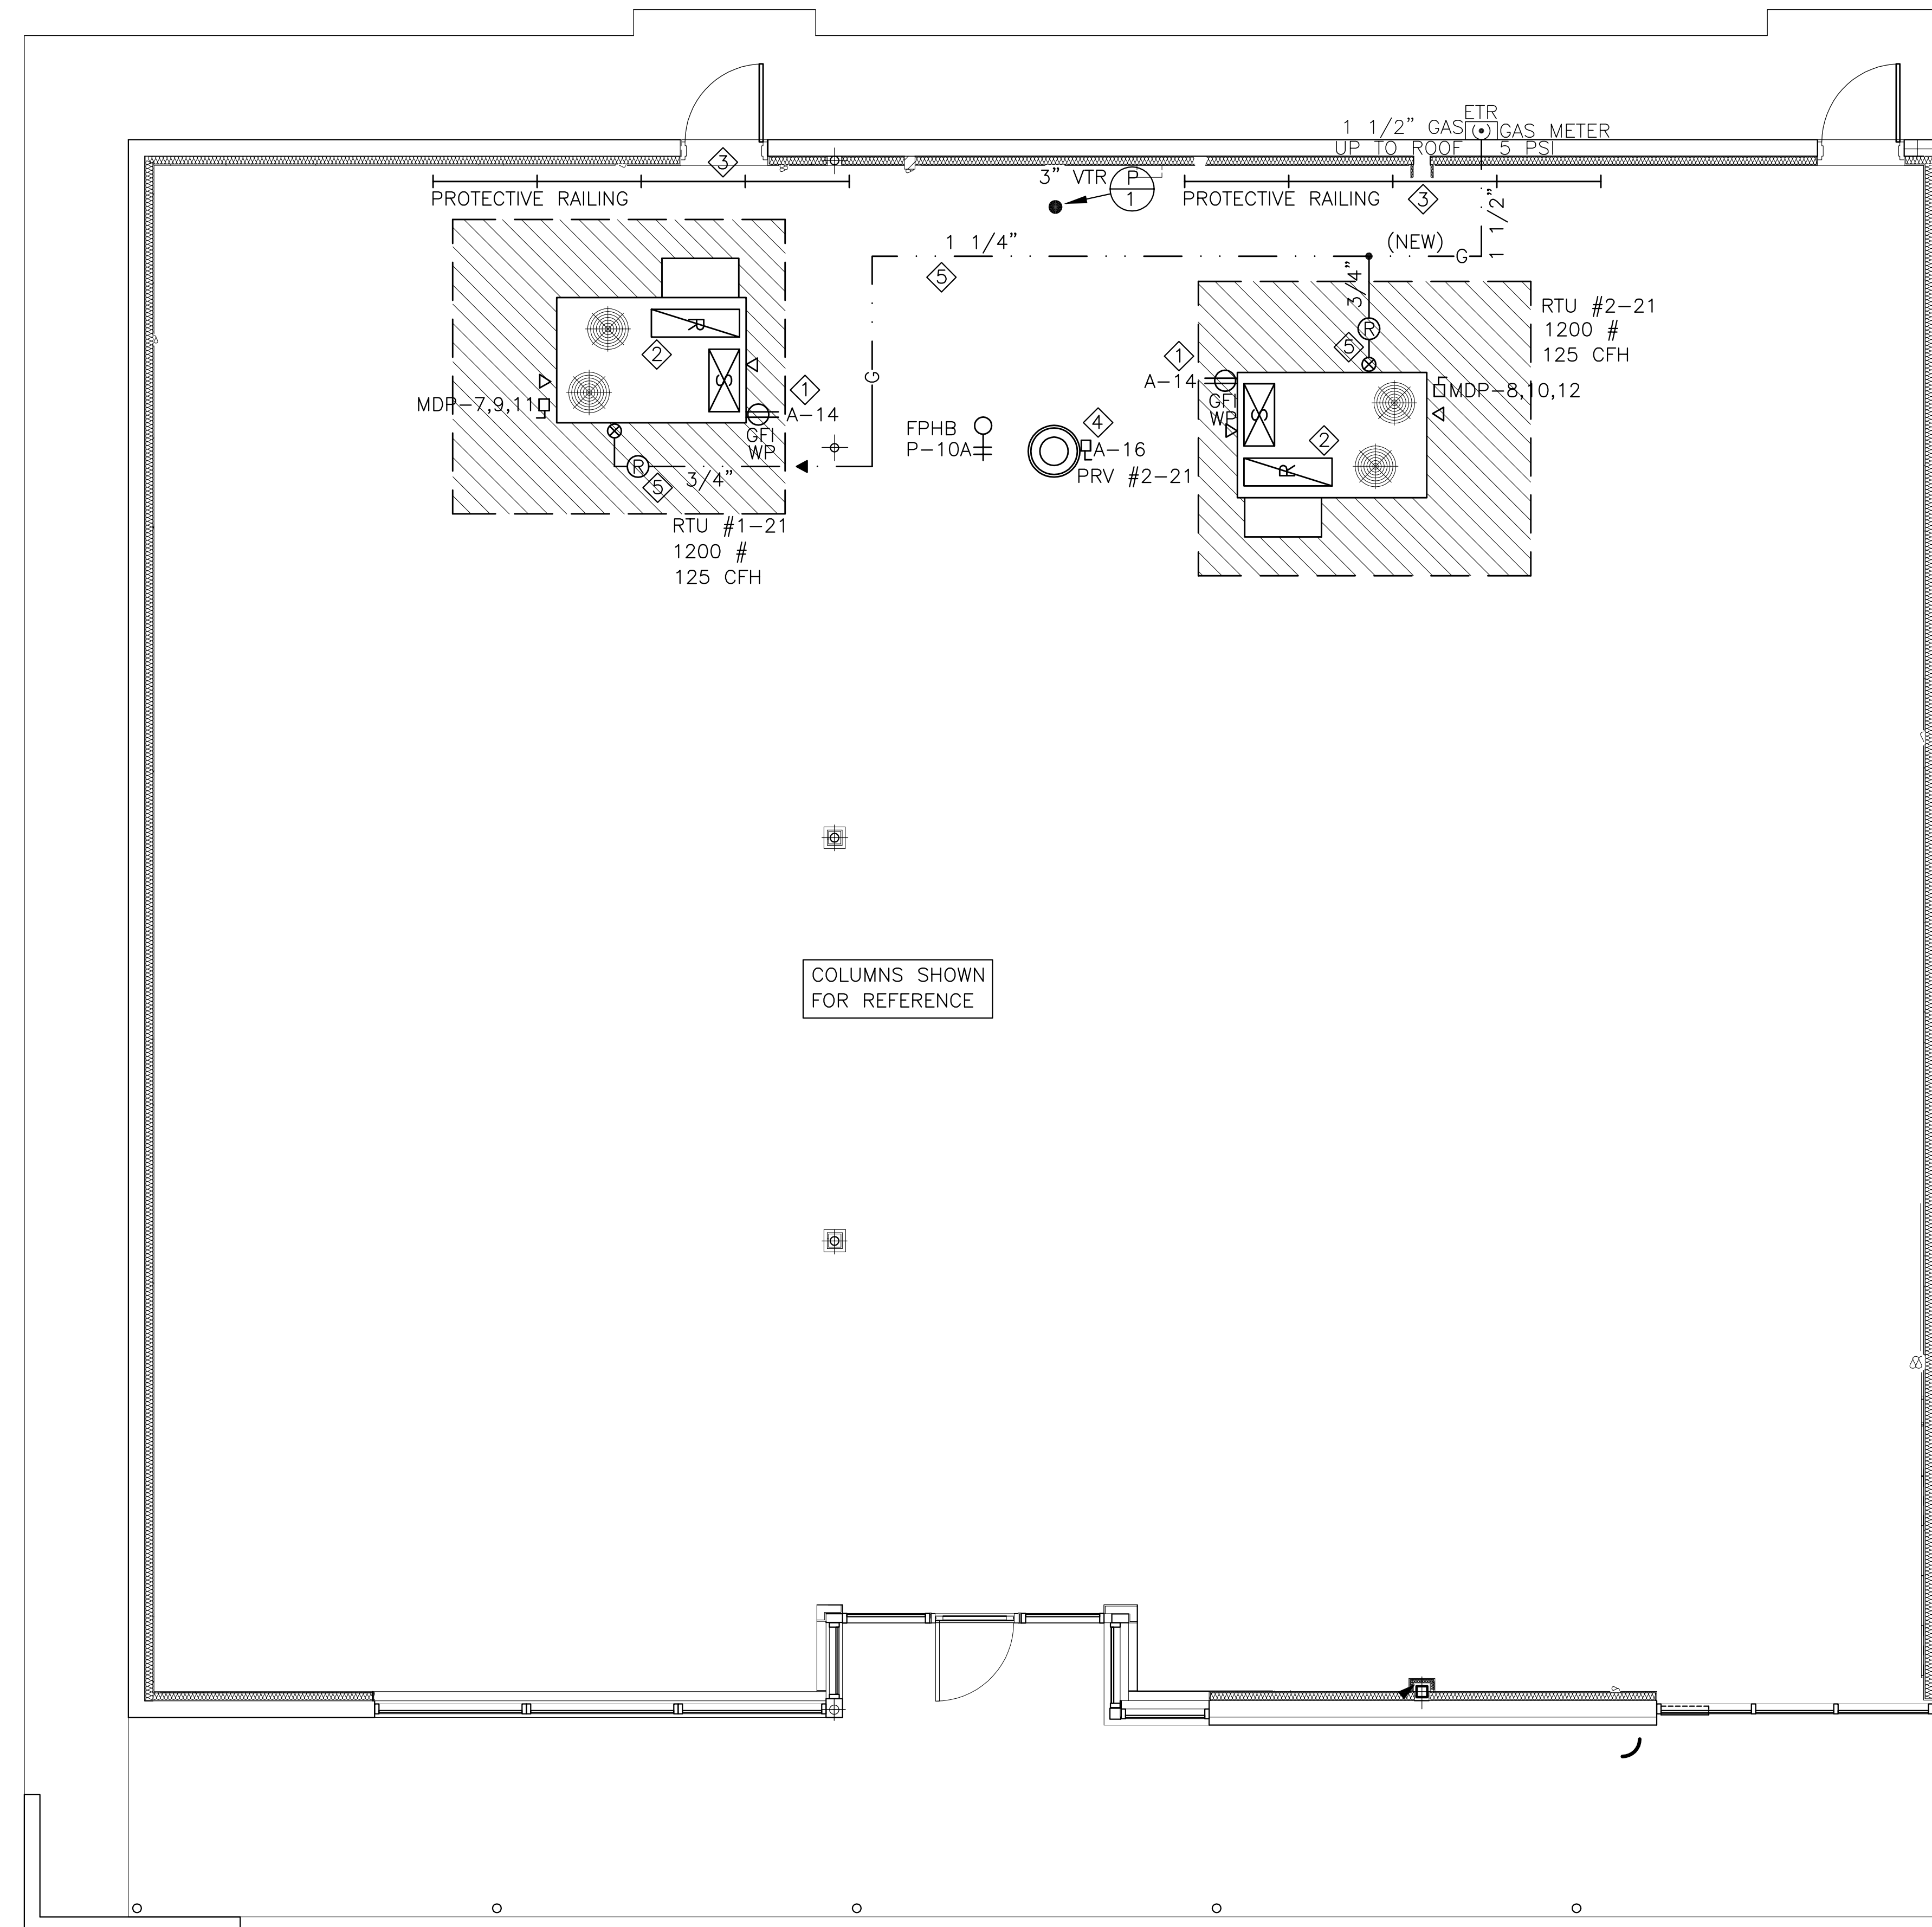 ETR
1 1/2" GAS
UP TO ROOF
GAS METER
5 PSI
3
PROTECTIVE RAILING
3" VTR
P
1
PROTECTIVE RAILING
3
1 1/2"
1 1/4"
(NEW)
G
5
3/4"
R
5
R
2
S
G
1
A-14
GFI
WP
MDP-7,9,11
R
3/4"
5
RTU #1-21
1200 #
125 CFH
FPHB
P-10A
4
A-16
PRV #2-21
1
A-14
GFI
WP
S
2
R
MDP-8,10,12
RTU #2-21
1200 #
125 CFH
COLUMNS SHOWN
FOR REFERENCE